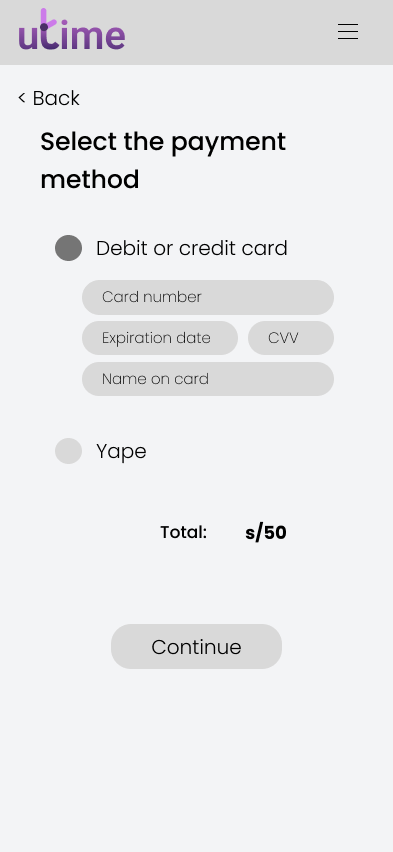 utime
< Back
Select the payment
method
Debit or credit card
Card number
Expiration date CVV
Name on card
Yape
Total: s/50
Continue